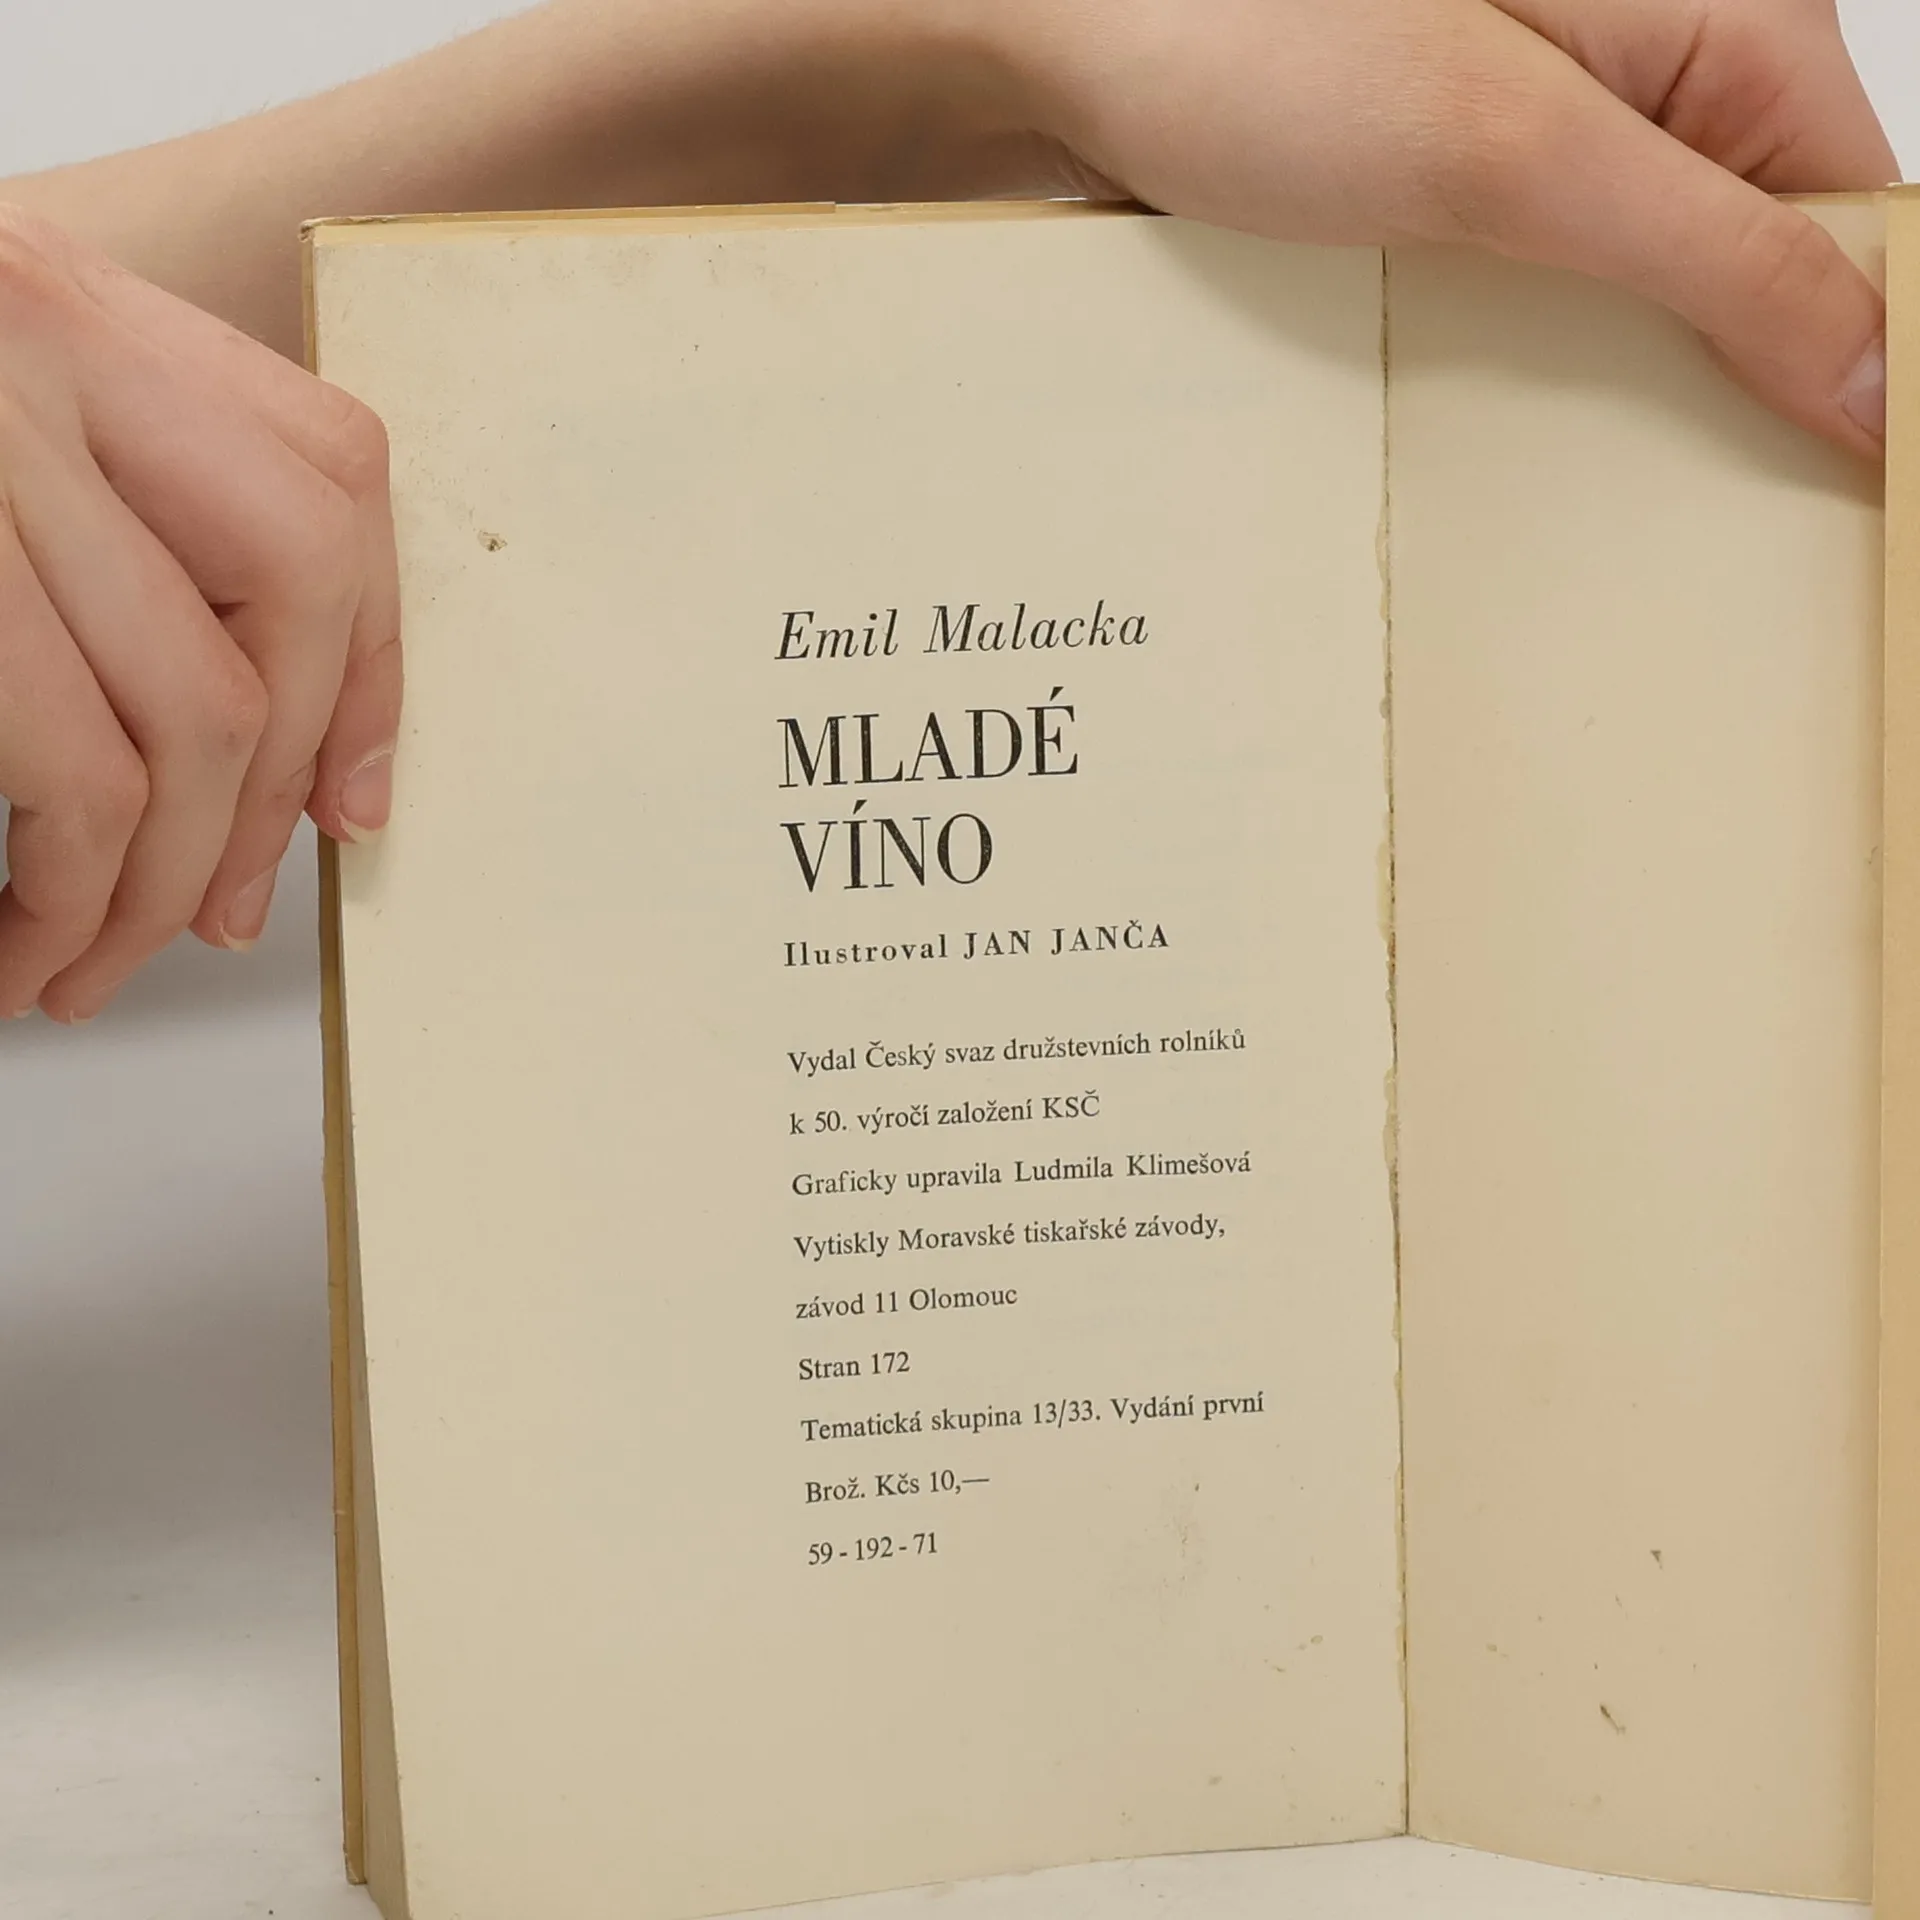 Emil Malacka
MLADÉ
VÍNO
Ilustroval JAN JANČA
Vydal Český svaz družstevních rolníků
k 50. výročí založení KSČ
Graficky upravila Ludmila Klimešová
Vytiskly Moravské tiskařské závody,
závod 11 Olomouc
Stran 172
Tematická skupina 13/33. Vydání první
Brož. Kčs 10,—
59 - 192 - 71